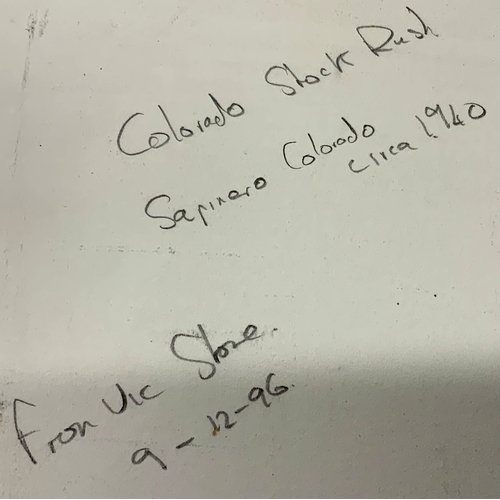 Colorado Stock Rush
Sapinero Colorado
circa 1940
From Vic Stone.
9-12-96.